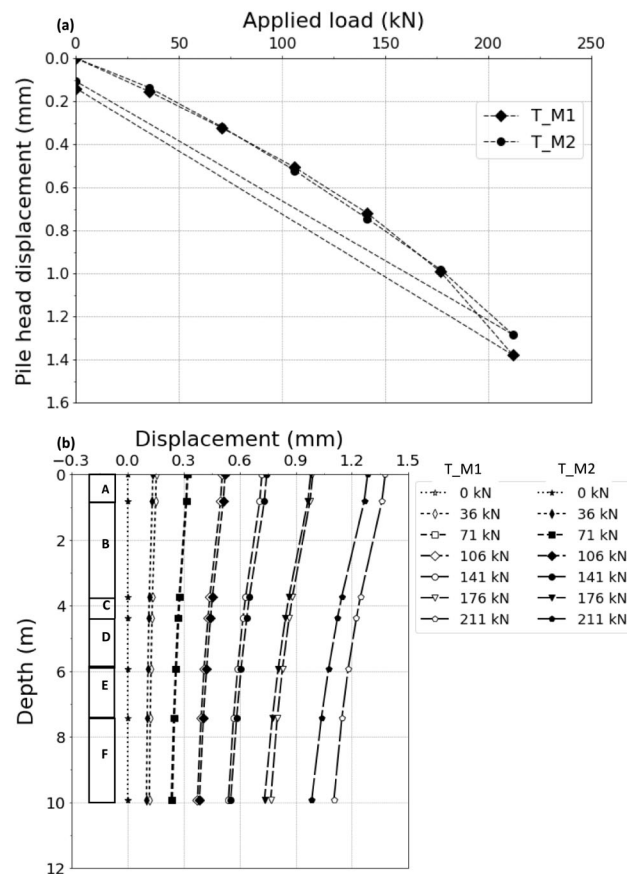 (a)
Applied load (kN)
0 50 100 150 200 250
Pile head displacement (mm)
0.0
0.2
0.4
0.6
0.8
1.0
1.2
1.4
1.6
T_M1
T_M2
(b)
Displacement (mm)
−0.3 0.0 0.3 0.6 0.9 1.2 1.5
Depth (m)
0
2
4
6
8
10
12
A
B
C
D
E
F
T_M1 T_M2
0 kN 0 kN
36 kN 36 kN
71 kN 71 kN
106 kN 106 kN
141 kN 141 kN
176 kN 176 kN
211 kN 211 kN